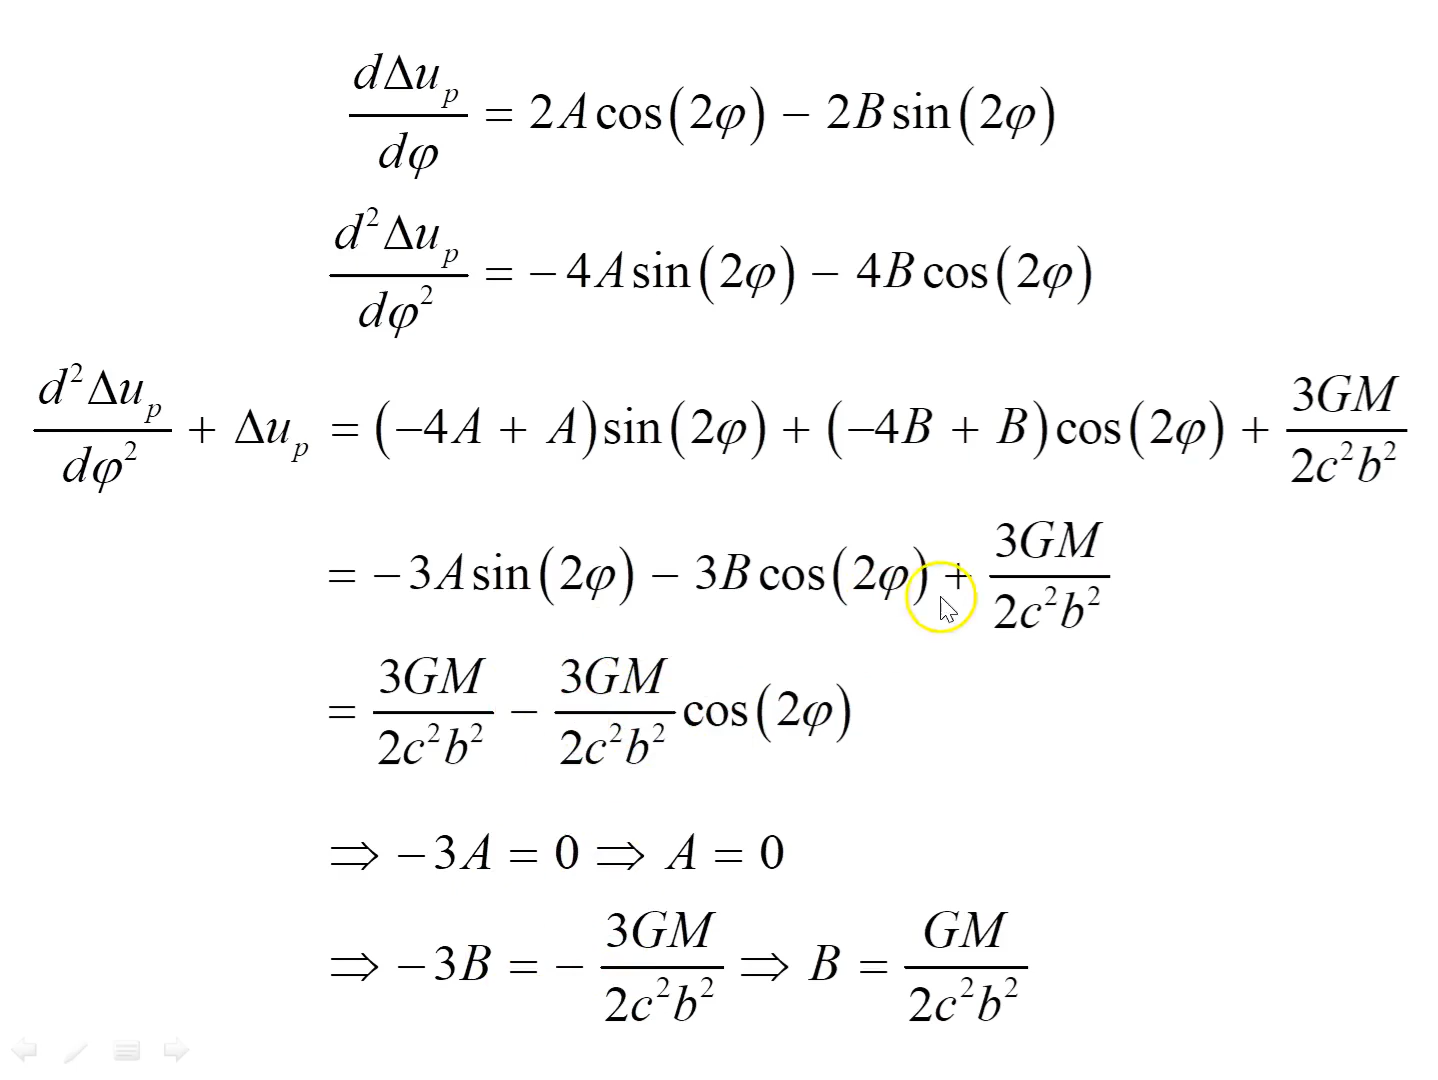 dΔu_p/dφ = 2A cos(2φ) − 2B sin(2φ)
d²Δu_p/dφ² = −4A sin(2φ) − 4B cos(2φ)
d²Δu_p/dφ² + Δu_p = (−4A + A)sin(2φ) + (−4B + B)cos(2φ) + 3GM/2c²b²
= −3A sin(2φ) − 3B cos(2φ) + 3GM/2c²b²
= 3GM/2c²b² − 3GM/2c²b² cos(2φ)
⇒ −3A = 0 ⇒ A = 0
⇒ −3B = − 3GM/2c²b² ⇒ B = GM/2c²b²